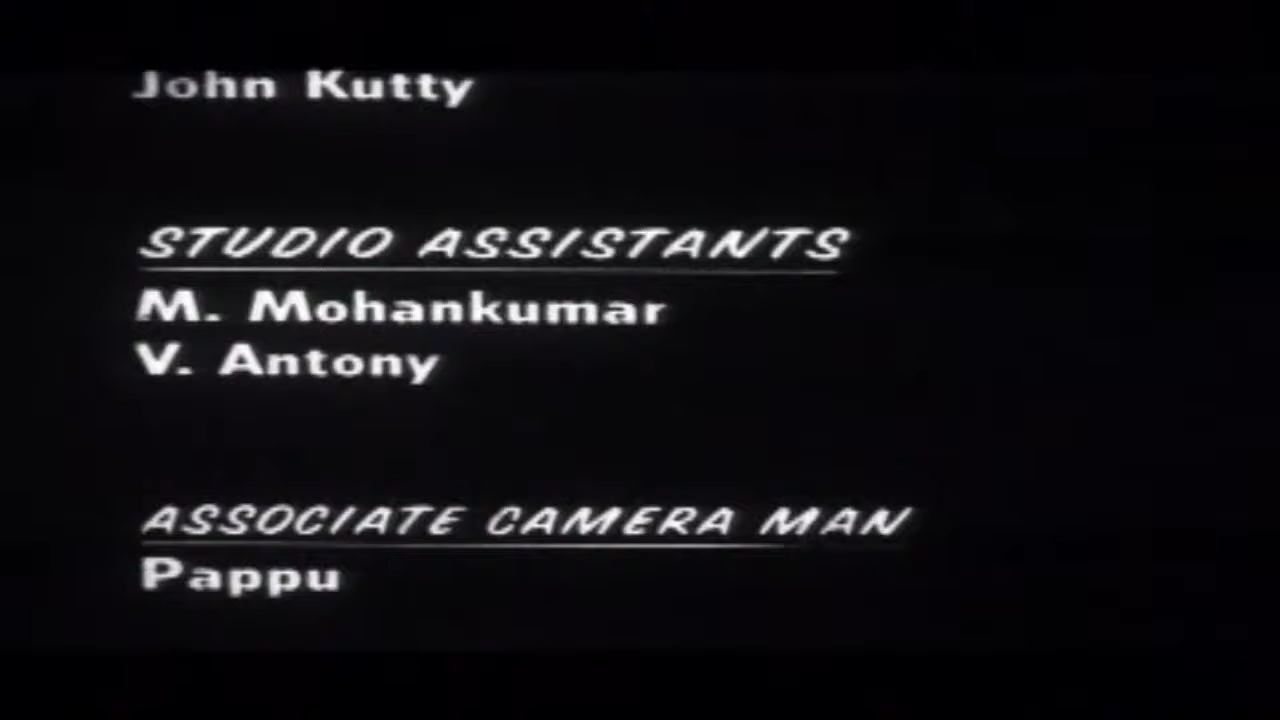 John Kutty
STUDIO ASSISTANTS
M. Mohankumar
V. Antony
ASSOCIATE CAMERA MAN
Pappu